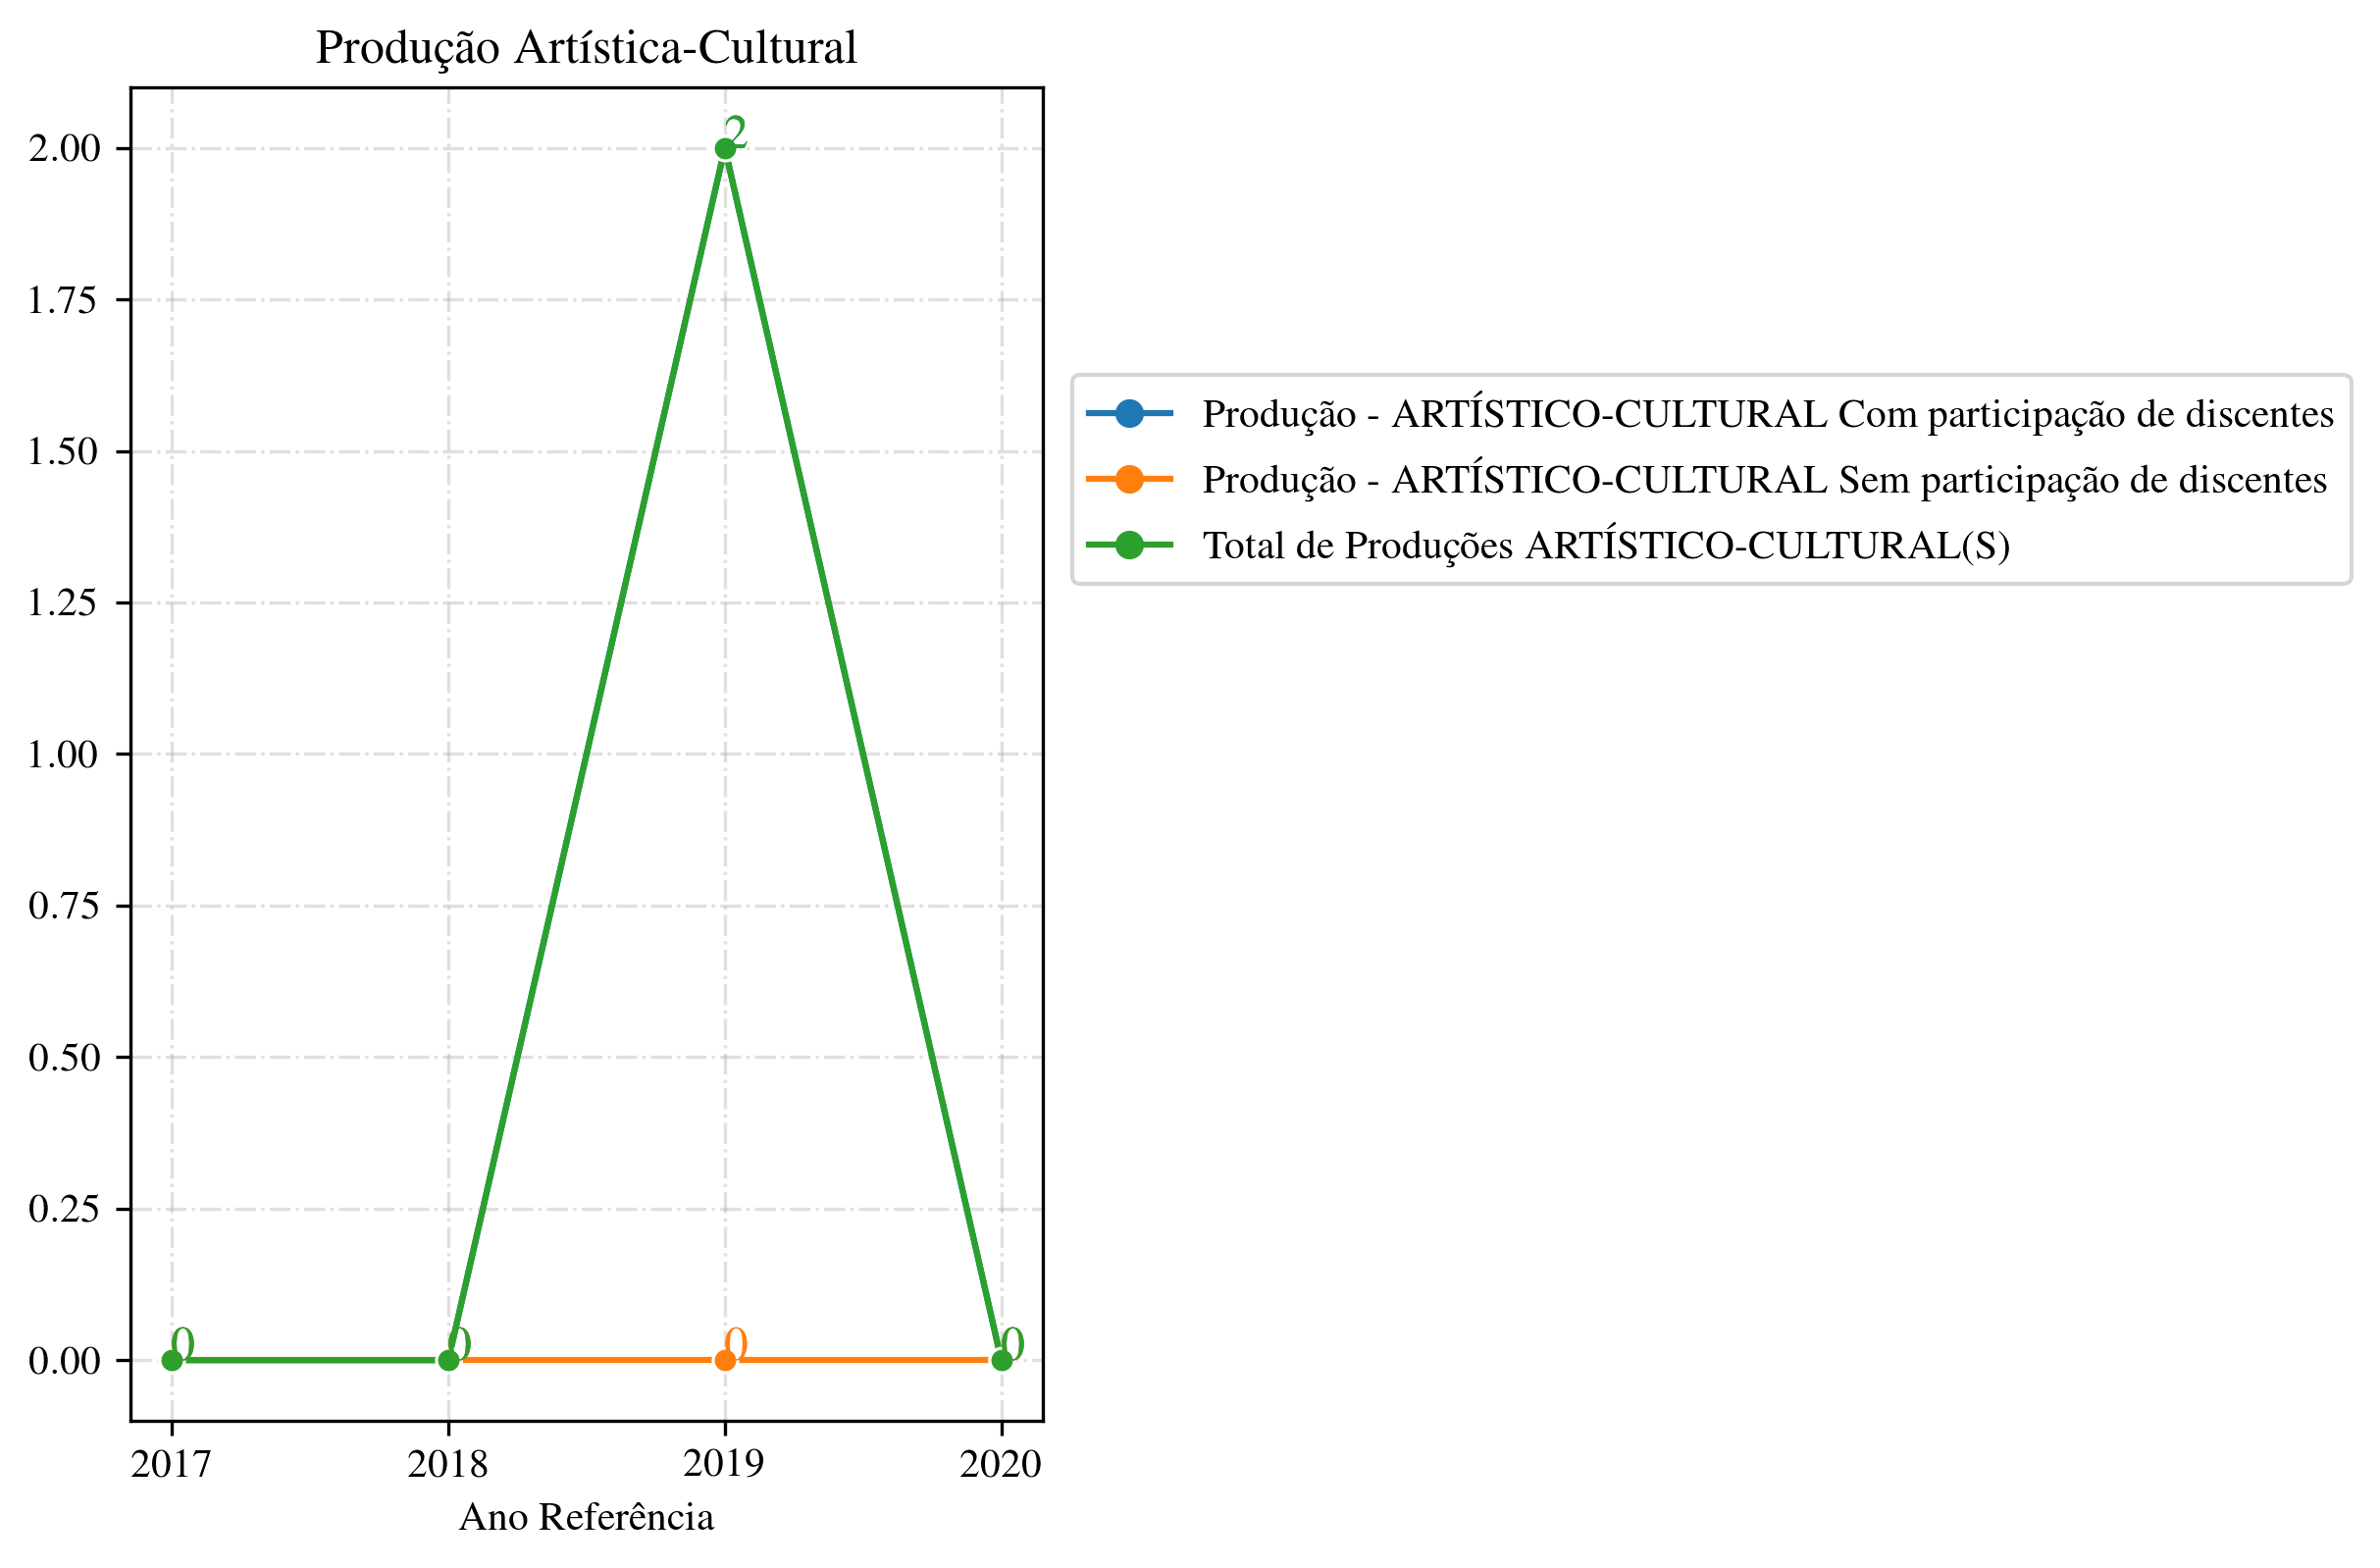 Produção Artística-Cultural
2.00
1.75
1.50
1.25
1.00
0.75
0.50
0.25
0.00
2
0
0
0
0
2017 2018 2019 2020
Ano Referência
Produção - ARTÍSTICO-CULTURAL Com participação de discentes
Produção - ARTÍSTICO-CULTURAL Sem participação de discentes
Total de Produções ARTÍSTICO-CULTURAL(S)